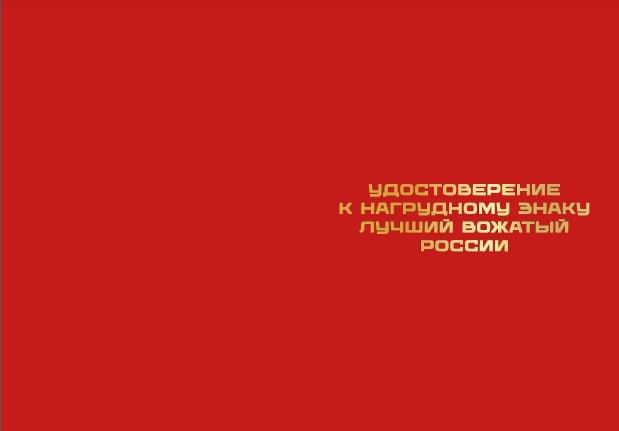 УДОСТОВЕРЕНИЕ
К НАГРУДНОМУ ЗНАКУ
ЛУЧШИЙ ВОЖАТЫЙ
РОССИИ